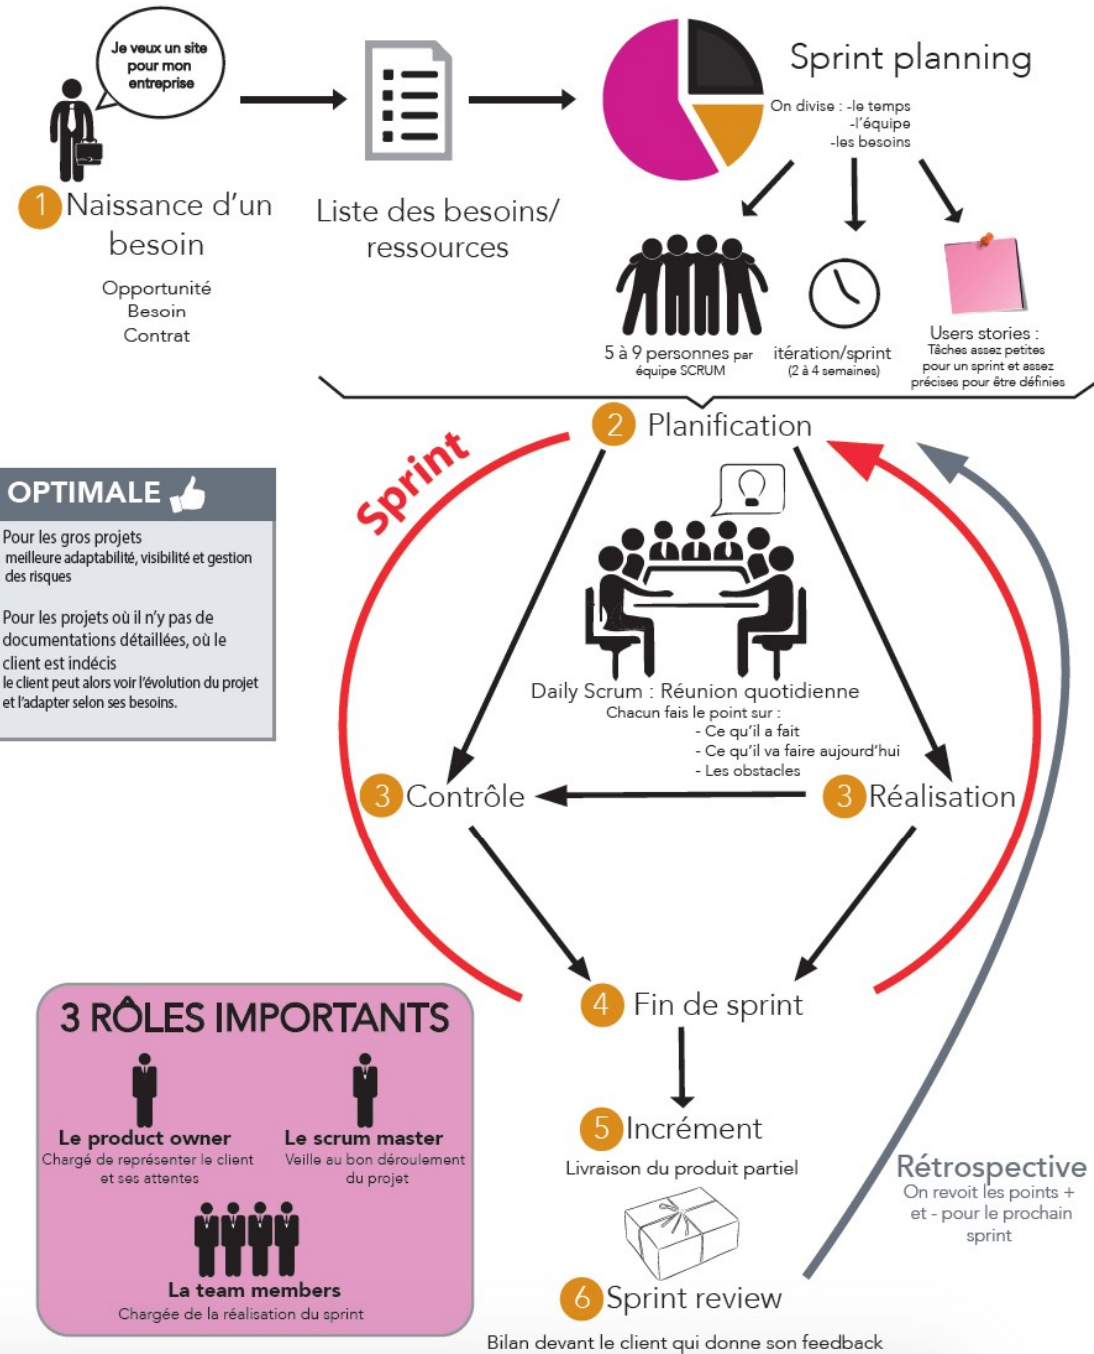 Je veux un site
pour mon
entreprise
1 Naissance d'un
besoin
Opportunité
Besoin
Contrat
Liste des besoins/
ressources
Sprint planning
On divise : -le temps
-l'équipe
-les besoins
5 à 9 personnes par
équipe SCRUM
itération/sprint
(2 à 4 semaines)
Users stories :
Tâches assez petites
pour un sprint et assez
précises pour être définies
2 Planification
Sprint
OPTIMALE
Pour les gros projets
meilleure adaptabilité, visibilité et gestion
des risques
Pour les projets où il n'y pas de
documentations détaillées, où le
client est indécis
le client peut alors voir l'évolution du projet
et l'adapter selon ses besoins.
Daily Scrum : Réunion quotidienne
Chacun fais le point sur :
- Ce qu'il a fait
- Ce qu'il va faire aujourd'hui
- Les obstacles
3 Contrôle
3 Réalisation
4 Fin de sprint
3 RÔLES IMPORTANTS
Le product owner
Chargé de représenter le client
et ses attentes
Le scrum master
Veille au bon déroulement
du projet
La team members
Chargée de la réalisation du sprint
5 Incrément
Livraison du produit partiel
Rétrospective
On revoit les points +
et - pour le prochain
sprint
6 Sprint review
Bilan devant le client qui donne son feedback